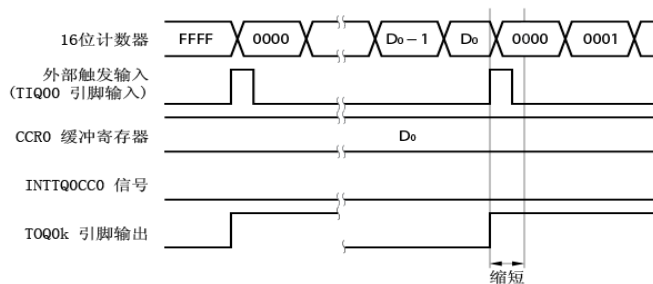 16位计数器 FFFF 0000 D₀－1 D₀ 0000 0001
外部触发输入
(TIQ00 引脚输入)
CCR0 缓冲寄存器 D₀
INTTQ0CC0 信号
TOQ0k 引脚输出
缩短